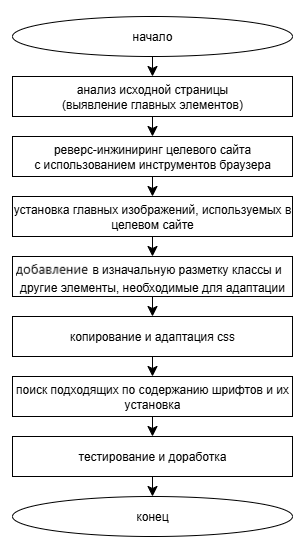 начало
анализ исходной страницы
(выявление главных элементов)
реверс-инжиниринг целевого сайта
с использованием инструментов браузера
установка главных изображений, используемых в
целевом сайте
добавление в изначальную разметку классы и
другие элементы, необходимые для адаптации
копирование и адаптация css
поиск подходящих по содержанию шрифтов и их
установка
тестирование и доработка
конец